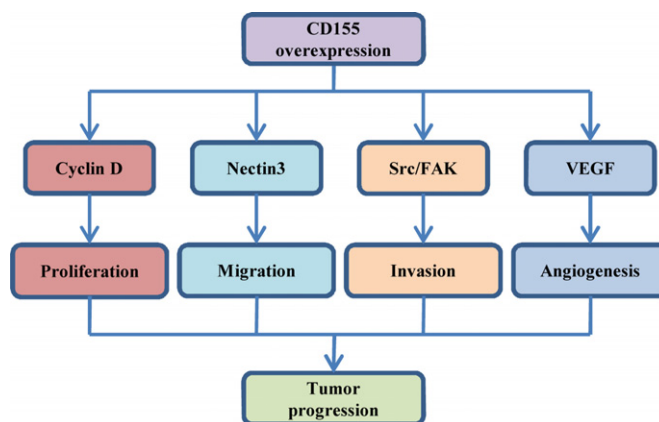 CD155
overexpression
Cyclin D
Nectin3
Src/FAK
VEGF
Proliferation
Migration
Invasion
Angiogenesis
Tumor
progression